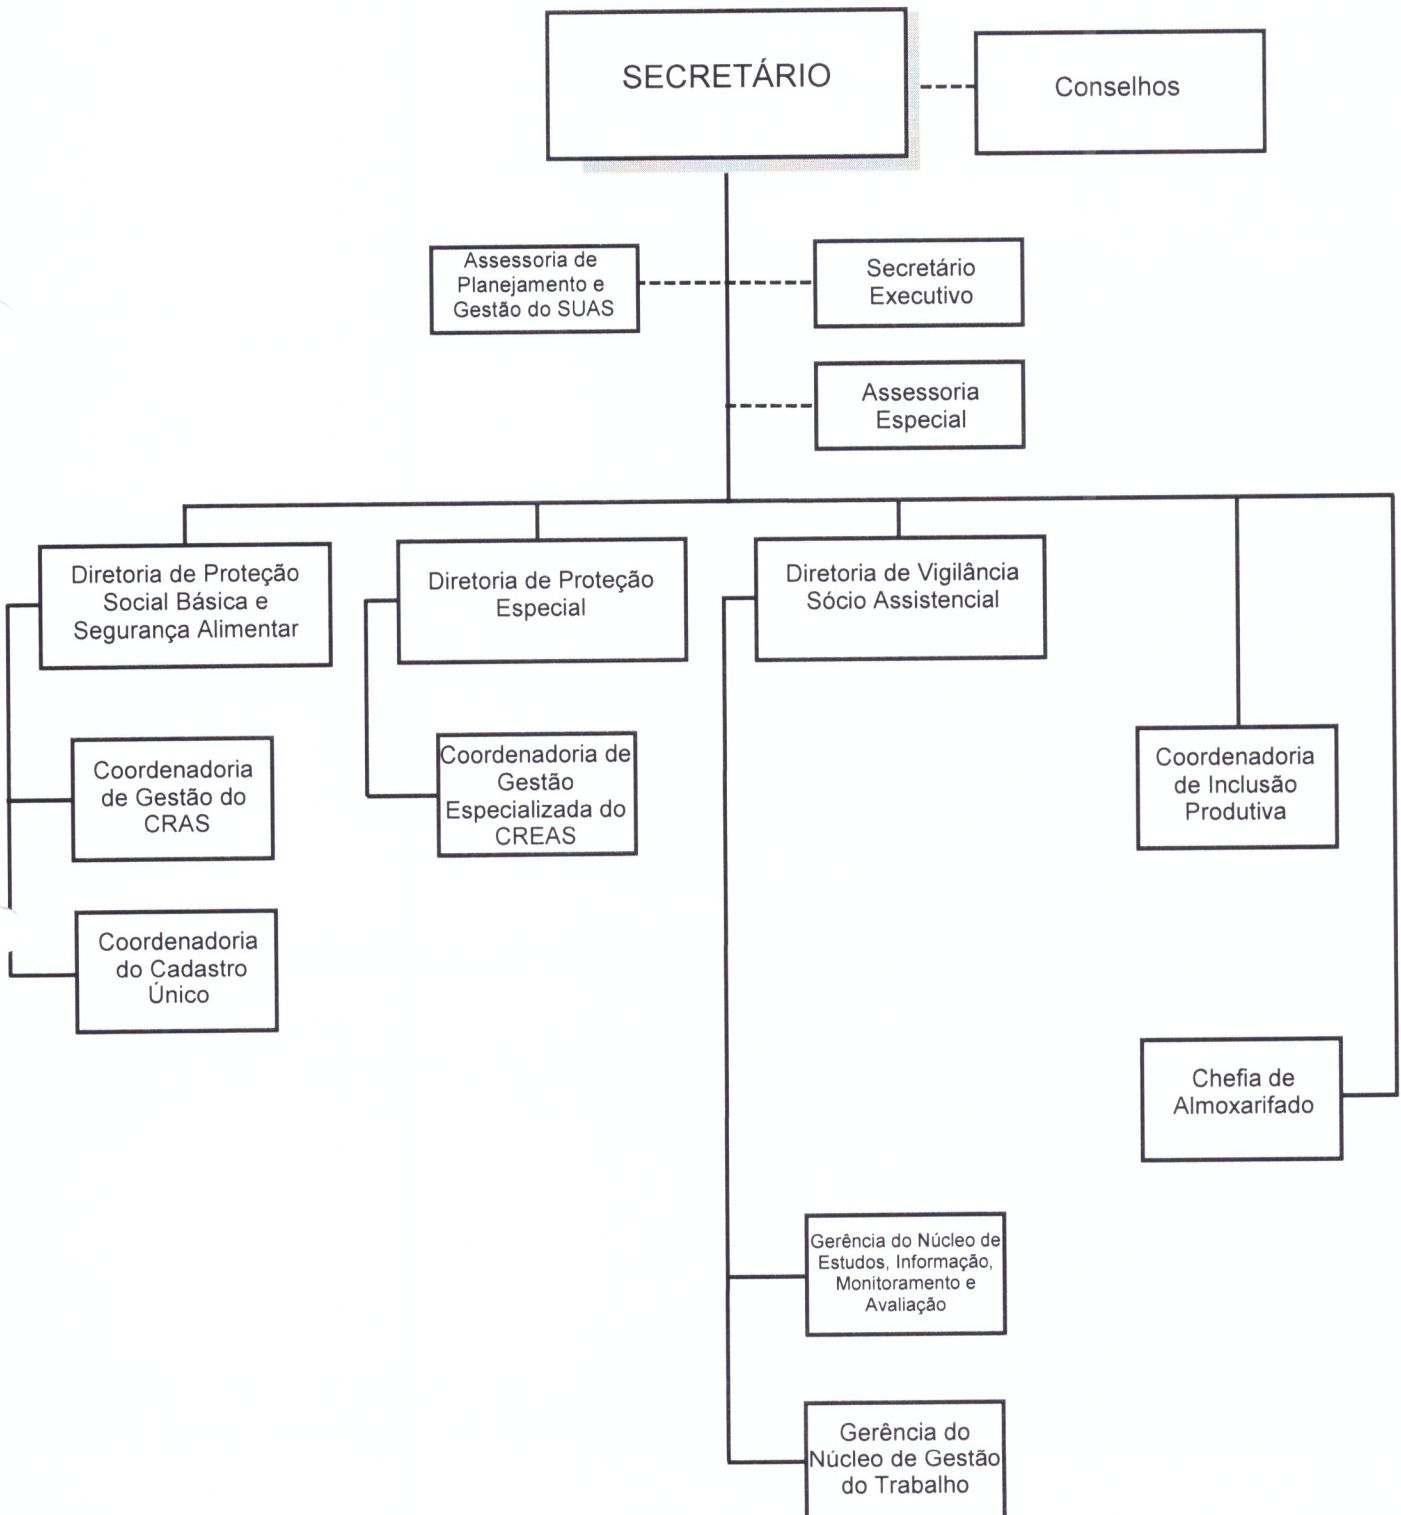 SECRETÁRIO
Conselhos
Assessoria de
Planejamento e
Gestão do SUAS
Secretário
Executivo
Assessoria
Especial
Diretoria de Proteção
Social Básica e
Segurança Alimentar
Diretoria de Proteção
Especial
Diretoria de Vigilância
Sócio Assistencial
Coordenadoria
de Gestão do
CRAS
Coordenadoria de
Gestão
Especializada do
CREAS
Coordenadoria
de Inclusão
Produtiva
Coordenadoria
do Cadastro
Único
Chefia de
Almoxarifado
Gerência do Núcleo de
Estudos, Informação,
Monitoramento e
Avaliação
Gerência do
Núcleo de Gestão
do Trabalho